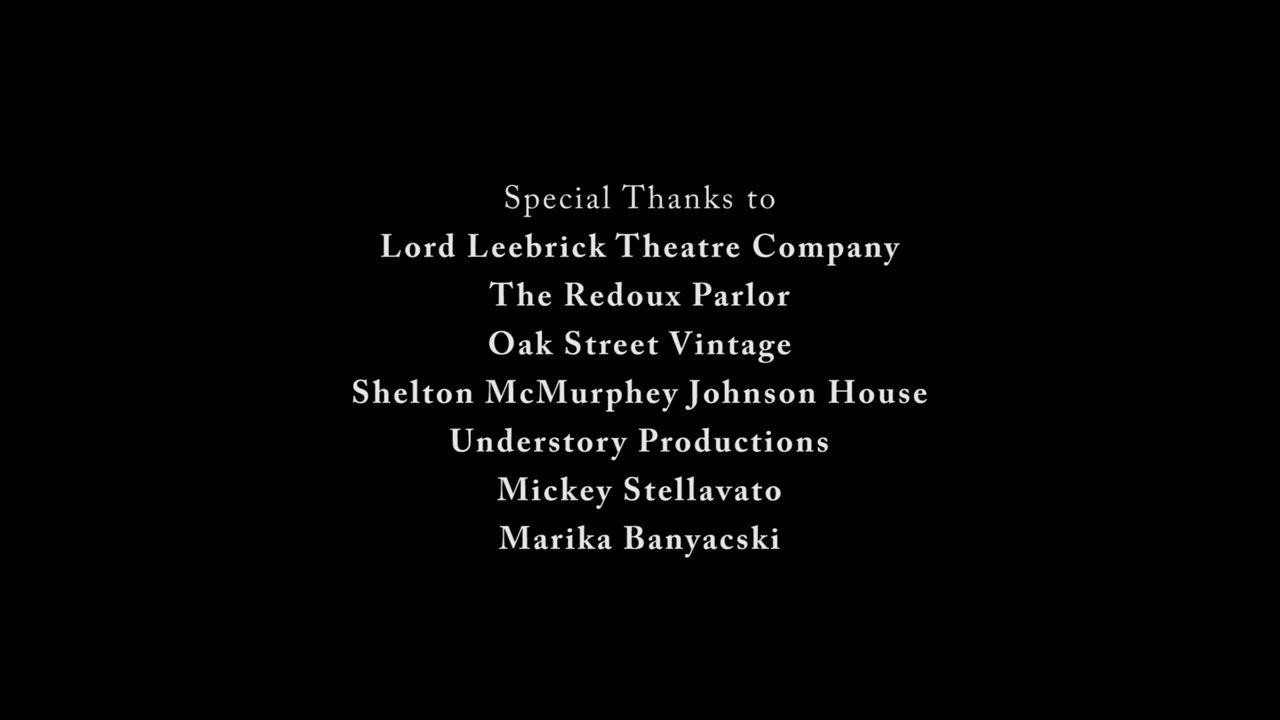 Special Thanks to
Lord Leebrick Theatre Company
The Redoux Parlor
Oak Street Vintage
Shelton McMurphey Johnson House
Understory Productions
Mickey Stellavato
Marika Banyacski